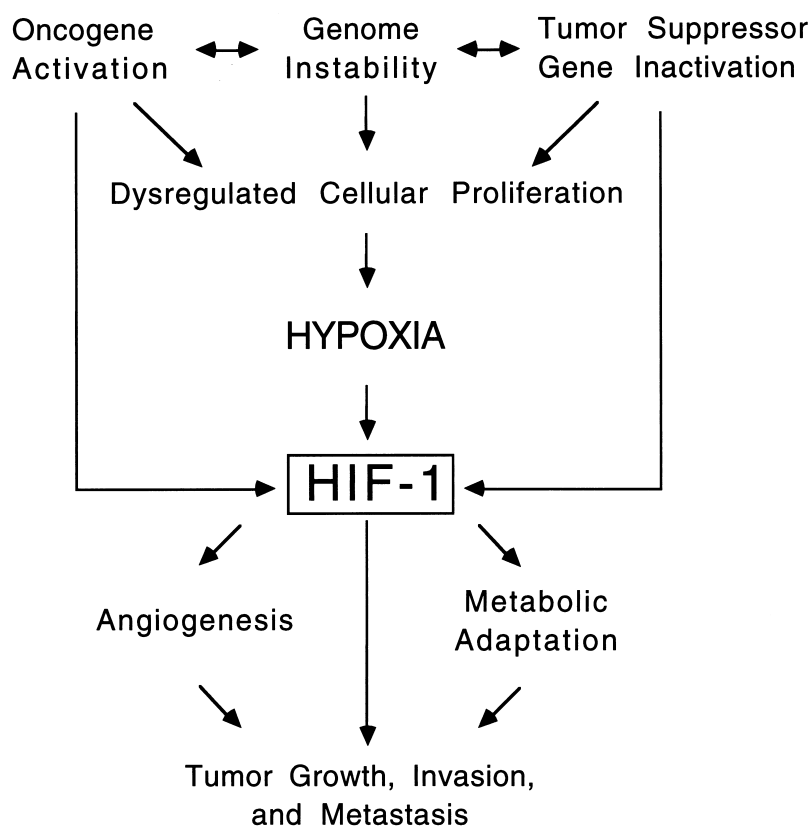 Oncogene
Activation
Genome
Instability
Tumor Suppressor
Gene Inactivation
Dysregulated Cellular Proliferation
HYPOXIA
HIF-1
Angiogenesis
Metabolic
Adaptation
Tumor Growth, Invasion,
and Metastasis